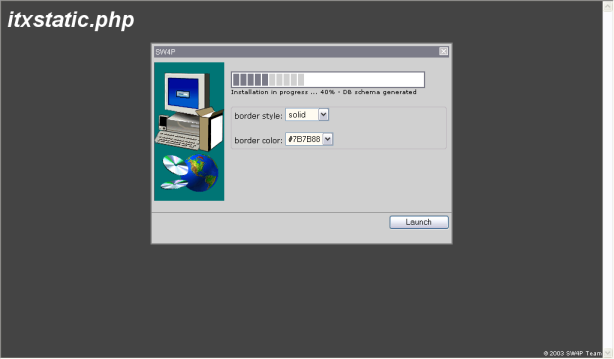 itxstatic.php
SW4P
Installation in progress ... 40% - DB schema generated
border style: solid
border color: #7B7B88
Launch
© 2003 SW4P Team